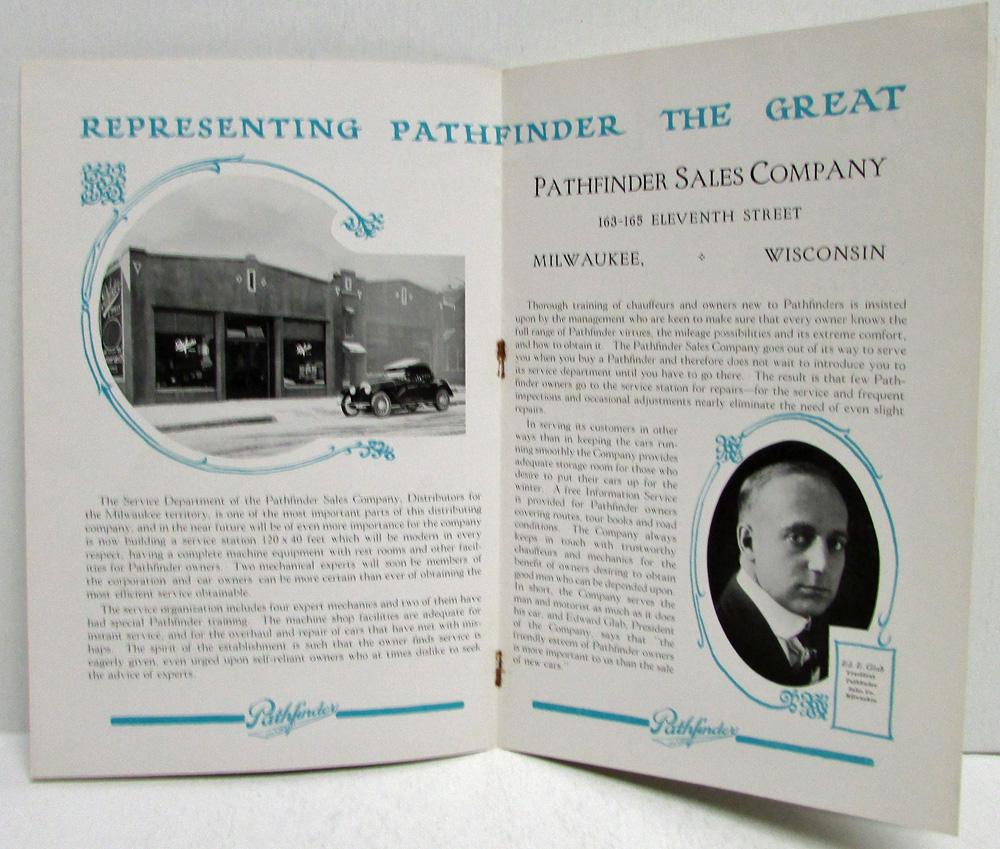 REPRESENTING PATHFINDER THE GREAT
The Service Department of the Pathfinder Sales Company, Distributors for
the Milwaukee territory, is one of the most important parts of this distributing
company, and in the near future will be of even more importance for the company
is now building a service station 120 x 40 feet which will be modern in every
respect, having a complete machine equipment with rest rooms and other facil-
ities for Pathfinder owners. Two mechanical experts will soon be members of
the corporation and car owners can be more certain than ever of obtaining the
most efficient service obtainable.
The service organization includes four expert mechanics and two of them have
had special Pathfinder training. The machine shop facilities are adequate for
instant service, and for the overhaul and repair of cars that have met with mis-
haps. The spirit of the establishment is such that the owner finds service is
eagerly given, even urged upon self-reliant owners who at times dislike to seek
the advice of experts.
Pathfinder
PATHFINDER SALES COMPANY
163-165 ELEVENTH STREET
MILWAUKEE, WISCONSIN
Thorough training of chauffeurs and owners new to Pathfinders is insisted
upon by the management who are keen to make sure that every owner knows the
full range of Pathfinder virtues, the mileage possibilities and its extreme comfort,
and how to obtain it. The Pathfinder Sales Company goes out of its way to serve
you when you buy a Pathfinder and therefore does not wait to introduce you to
its service department until you have to go there. The result is that few Path-
finder owners go to the service station for repairs—for the service and frequent
inspections and occasional adjustments nearly eliminate the need of even slight
repairs.
In serving its customers in other
ways than in keeping the cars run-
ning smoothly the Company provides
adequate storage room for those who
desire to put their cars up for the
winter. A free Information Service
is provided for Pathfinder owners
covering routes, tour books and road
conditions. The Company always
keeps in touch with trustworthy
chauffeurs and mechanics for the
benefit of owners desiring to obtain
good men who can be depended upon.
In short, the Company serves the
man and motorist as much as it does
his car, and Edward Glab, President
of the Company, says that "the
friendly esteem of Pathfinder owners
is more important to us than the sale
of new cars."
Ed. E. Glab
President
Pathfinder
Sales Co.
Milwaukee
Pathfinder